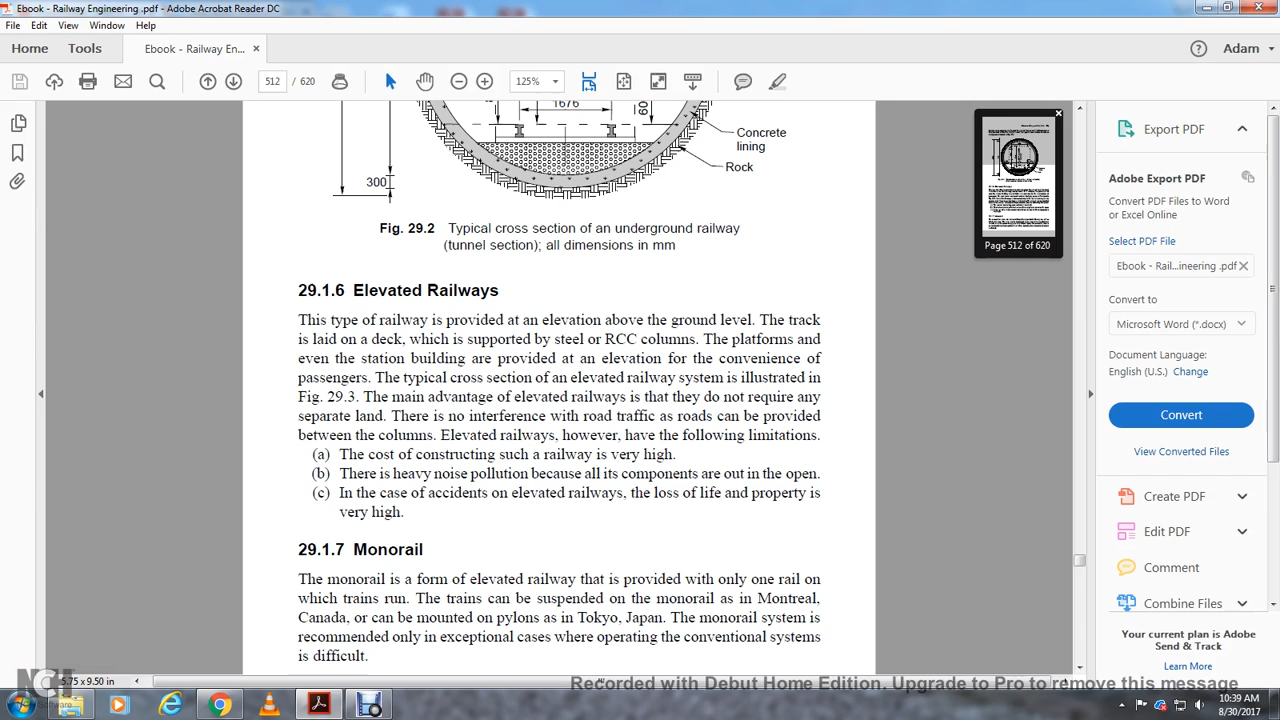 Ebook - Railway Engineering .pdf - Adobe Acrobat Reader DC
File Edit View Window Help
Home Tools Ebook - Railway En... × Adam
512 / 620 125%
1676
60
Concrete
lining
Rock
300
Fig. 29.2 Typical cross section of an underground railway
(tunnel section); all dimensions in mm
29.1.6 Elevated Railways
This type of railway is provided at an elevation above the ground level. The track
is laid on a deck, which is supported by steel or RCC columns. The platforms and
even the station building are provided at an elevation for the convenience of
passengers. The typical cross section of an elevated railway system is illustrated in
Fig. 29.3. The main advantage of elevated railways is that they do not require any
separate land. There is no interference with road traffic as roads can be provided
between the columns. Elevated railways, however, have the following limitations.
(a) The cost of constructing such a railway is very high.
(b) There is heavy noise pollution because all its components are out in the open.
(c) In the case of accidents on elevated railways, the loss of life and property is
very high.
29.1.7 Monorail
The monorail is a form of elevated railway that is provided with only one rail on
which trains run. The trains can be suspended on the monorail as in Montreal,
Canada, or can be mounted on pylons as in Tokyo, Japan. The monorail system is
recommended only in exceptional cases where operating the conventional systems
is difficult.
Page 512 of 620
Export PDF
Adobe Export PDF
Convert PDF Files to Word
or Excel Online
Select PDF File
Ebook - Rail...ineering .pdf ×
Convert to
Microsoft Word (*.docx)
Document Language:
English (U.S.) Change
Convert
View Converted Files
Create PDF
Edit PDF
Comment
Combine Files
Your current plan is Adobe
Send & Track
Learn More
5.75 x 9.50 in
NCH
Software
Recorded with Debut Home Edition. Upgrade to Pro to remove this message
10:39 AM
8/30/2017